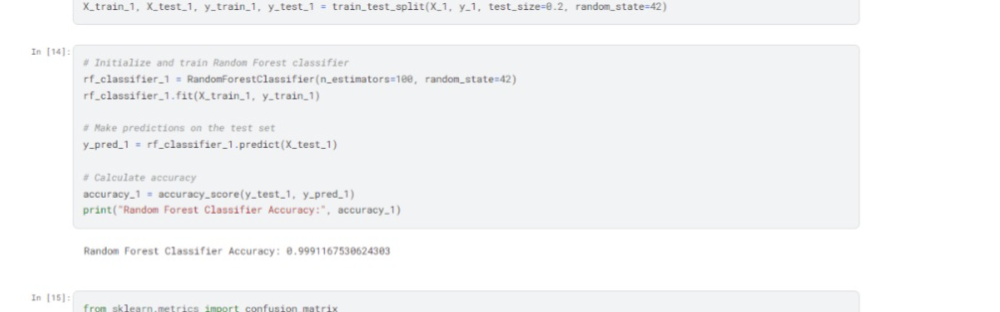 X_train_1, X_test_1, y_train_1, y_test_1 = train_test_split(X_1, y_1, test_size=0.2, random_state=42)
In [14]:
# Initialize and train Random Forest classifier
rf_classifier_1 = RandomForestClassifier(n_estimators=100, random_state=42)
rf_classifier_1.fit(X_train_1, y_train_1)
# Make predictions on the test set
y_pred_1 = rf_classifier_1.predict(X_test_1)
# Calculate accuracy
accuracy_1 = accuracy_score(y_test_1, y_pred_1)
print("Random Forest Classifier Accuracy:", accuracy_1)
Random Forest Classifier Accuracy: 0.9991167530624303
In [15]:
from sklearn.metrics import confusion_matrix